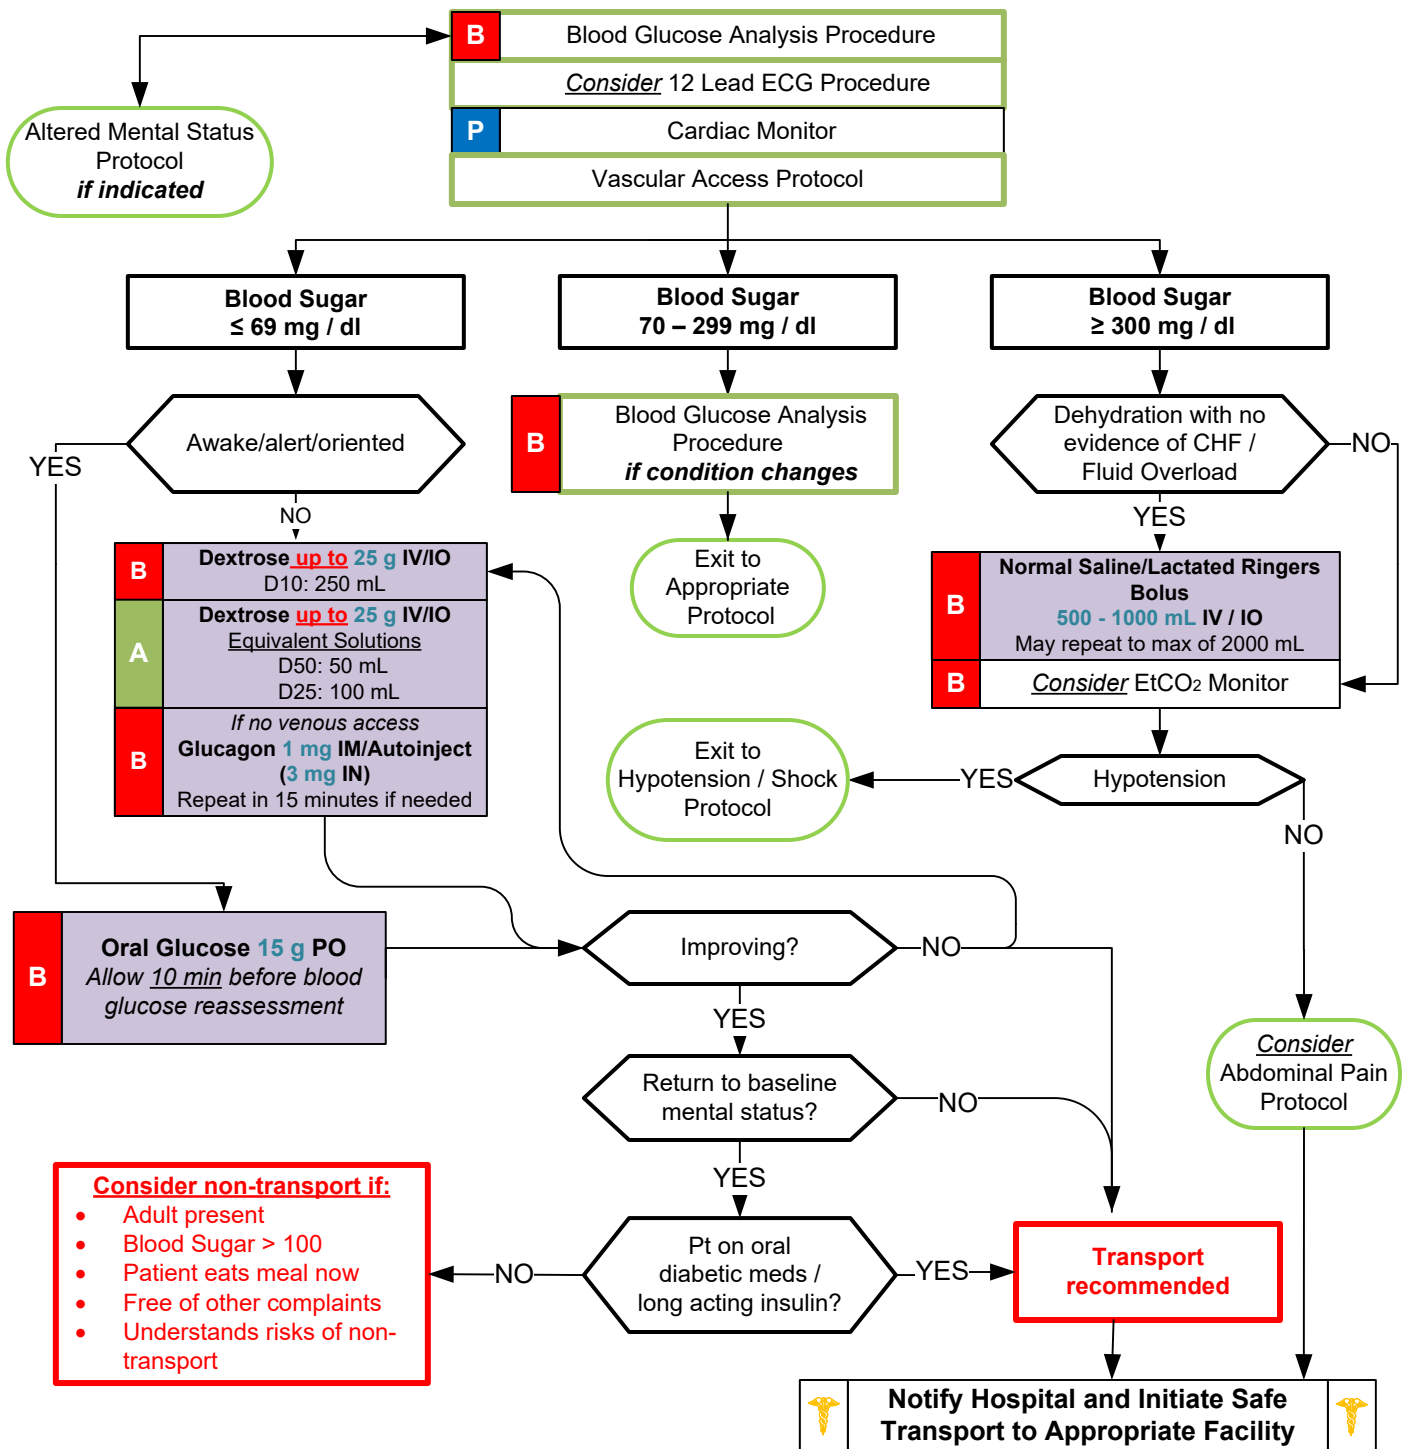 B
Blood Glucose Analysis Procedure
Consider 12 Lead ECG Procedure
P
Cardiac Monitor
Vascular Access Protocol
Altered Mental Status
Protocol
if indicated
Blood Sugar
≤ 69 mg / dl
Blood Sugar
70 – 299 mg / dl
Blood Sugar
≥ 300 mg / dl
Awake/alert/oriented
YES
NO
B
Blood Glucose Analysis
Procedure
if condition changes
Dehydration with no
evidence of CHF /
Fluid Overload
NO
YES
B
Dextrose up to 25 g IV/IO
D10: 250 mL
A
Dextrose up to 25 g IV/IO
Equivalent Solutions
D50: 50 mL
D25: 100 mL
B
If no venous access
Glucagon 1 mg IM/Autoinject
(3 mg IN)
Repeat in 15 minutes if needed
Exit to
Appropriate
Protocol
B
Normal Saline/Lactated Ringers
Bolus
500 - 1000 mL IV / IO
May repeat to max of 2000 mL
B
Consider EtCO2 Monitor
Exit to
Hypotension / Shock
Protocol
YES
Hypotension
NO
B
Oral Glucose 15 g PO
Allow 10 min before blood
glucose reassessment
Improving?
NO
YES
Return to baseline
mental status?
NO
YES
Consider
Abdominal Pain
Protocol
Consider non-transport if:
• Adult present
• Blood Sugar > 100
• Patient eats meal now
• Free of other complaints
• Understands risks of non-
transport
NO
Pt on oral
diabetic meds /
long acting insulin?
YES
Transport
recommended
Notify Hospital and Initiate Safe
Transport to Appropriate Facility